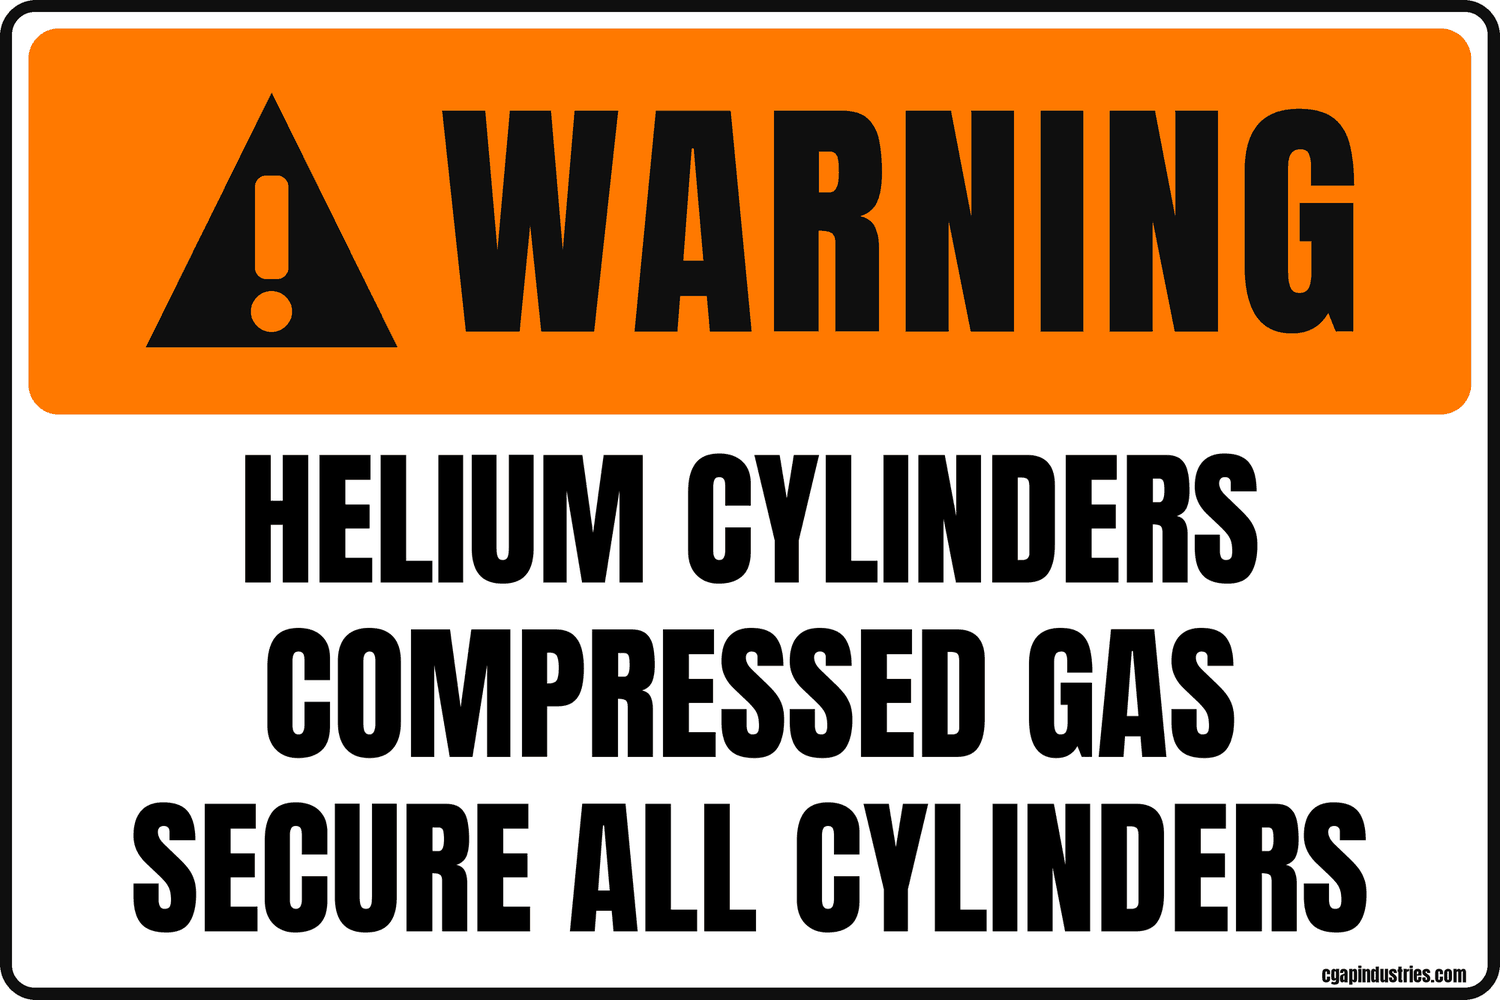 WARNING
HELIUM CYLINDERS
COMPRESSED GAS
SECURE ALL CYLINDERS
cgapindustries.com